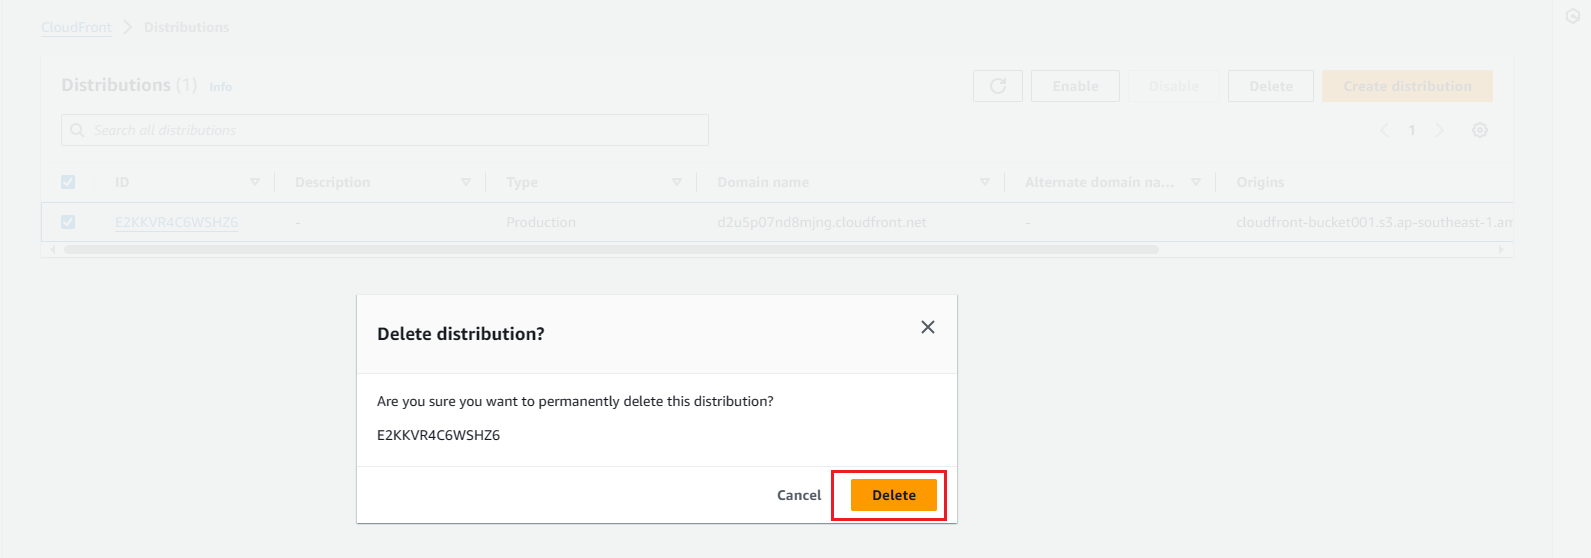 CloudFront > Distributions
Distributions (1) Info
Enable Disable Delete Create distribution
Search all distributions
1
ID Description Type Domain name Alternate domain na... Origins
E2KKVR4C6WSHZ6 - Production d2u5p07nd8mjng.cloudfront.net - cloudfront-bucket001.s3.ap-southeast-1.am
Delete distribution?
Are you sure you want to permanently delete this distribution?
E2KKVR4C6WSHZ6
Cancel Delete